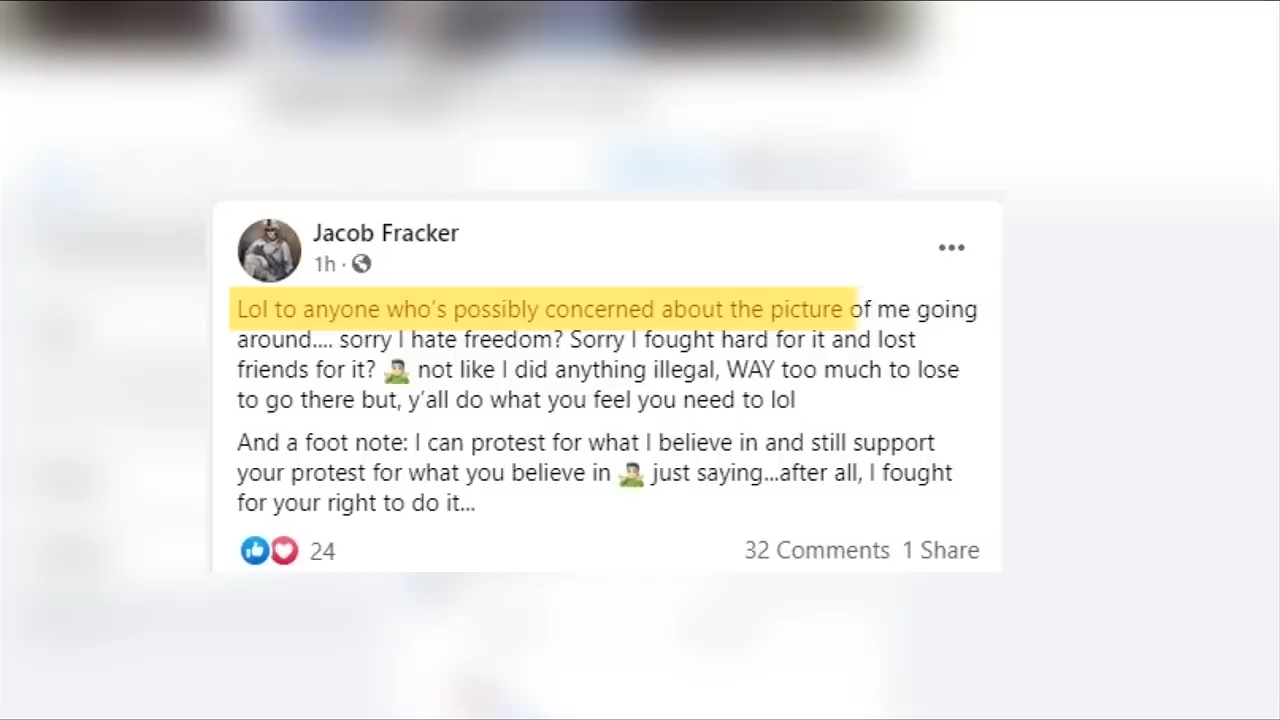 Jacob Fracker
1h ·
Lol to anyone who's possibly concerned about the picture of me going
around.... sorry I hate freedom? Sorry I fought hard for it and lost
friends for it? 🤷🏻‍♂️ not like I did anything illegal, WAY too much to lose
to go there but, y'all do what you feel you need to lol
And a foot note: I can protest for what I believe in and still support
your protest for what you believe in 🤷🏻‍♂️ just saying...after all, I fought
for your right to do it...
24
32 Comments 1 Share